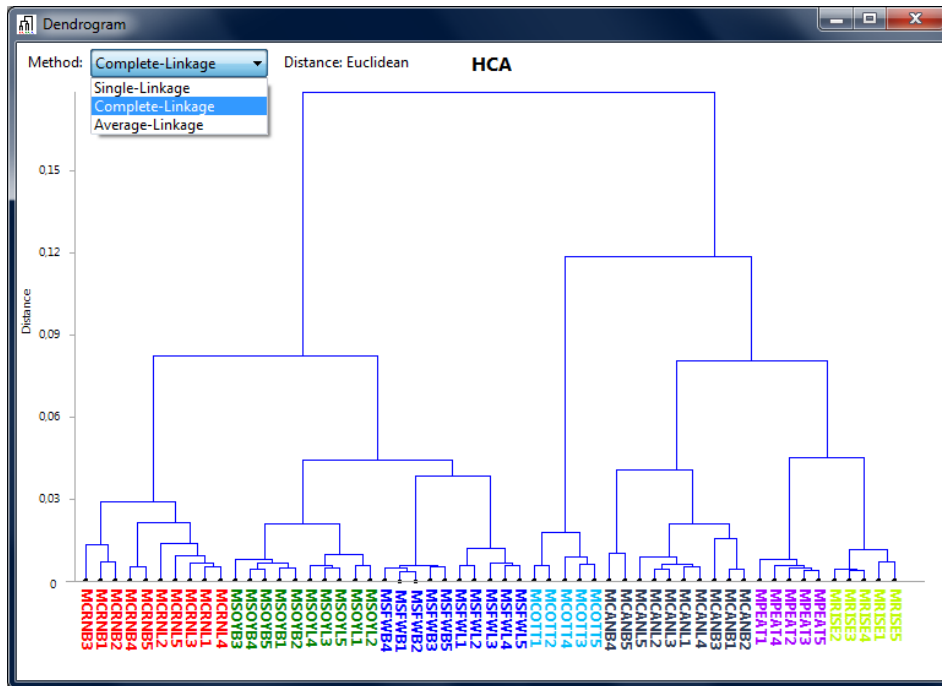 Dendrogram
Method: Complete-Linkage Distance: Euclidean HCA
Single-Linkage
Complete-Linkage
Average-Linkage
0,15
0,12
0,09
0,06
0,03
0
Distance
MCRNB3
MCRNB1
MCRNB2
MCRNB4
MCRNB5
MCRNL2
MCRNL5
MCRNL3
MCRNL1
MCRNL4
MSOYB3
MSOYB4
MSOYB5
MSOYB1
MSOYB2
MSOYL4
MSOYL3
MSOYL5
MSOYL1
MSOYL2
MSFWB4
MSFWB1
MSFWB2
MSFWB3
MSFWB5
MSFWL1
MSFWL2
MSFWL3
MSFWL4
MSFWL5
MCOTT1
MCOTT2
MCOTT4
MCOTT3
MCOTT5
MCANB4
MCANB5
MCANL5
MCANL2
MCANL3
MCANL1
MCANL4
MCANB3
MCANB1
MCANB2
MPEAT1
MPEAT4
MPEAT2
MPEAT3
MPEAT5
MRISE2
MRISE3
MRISE4
MRISE1
MRISE5